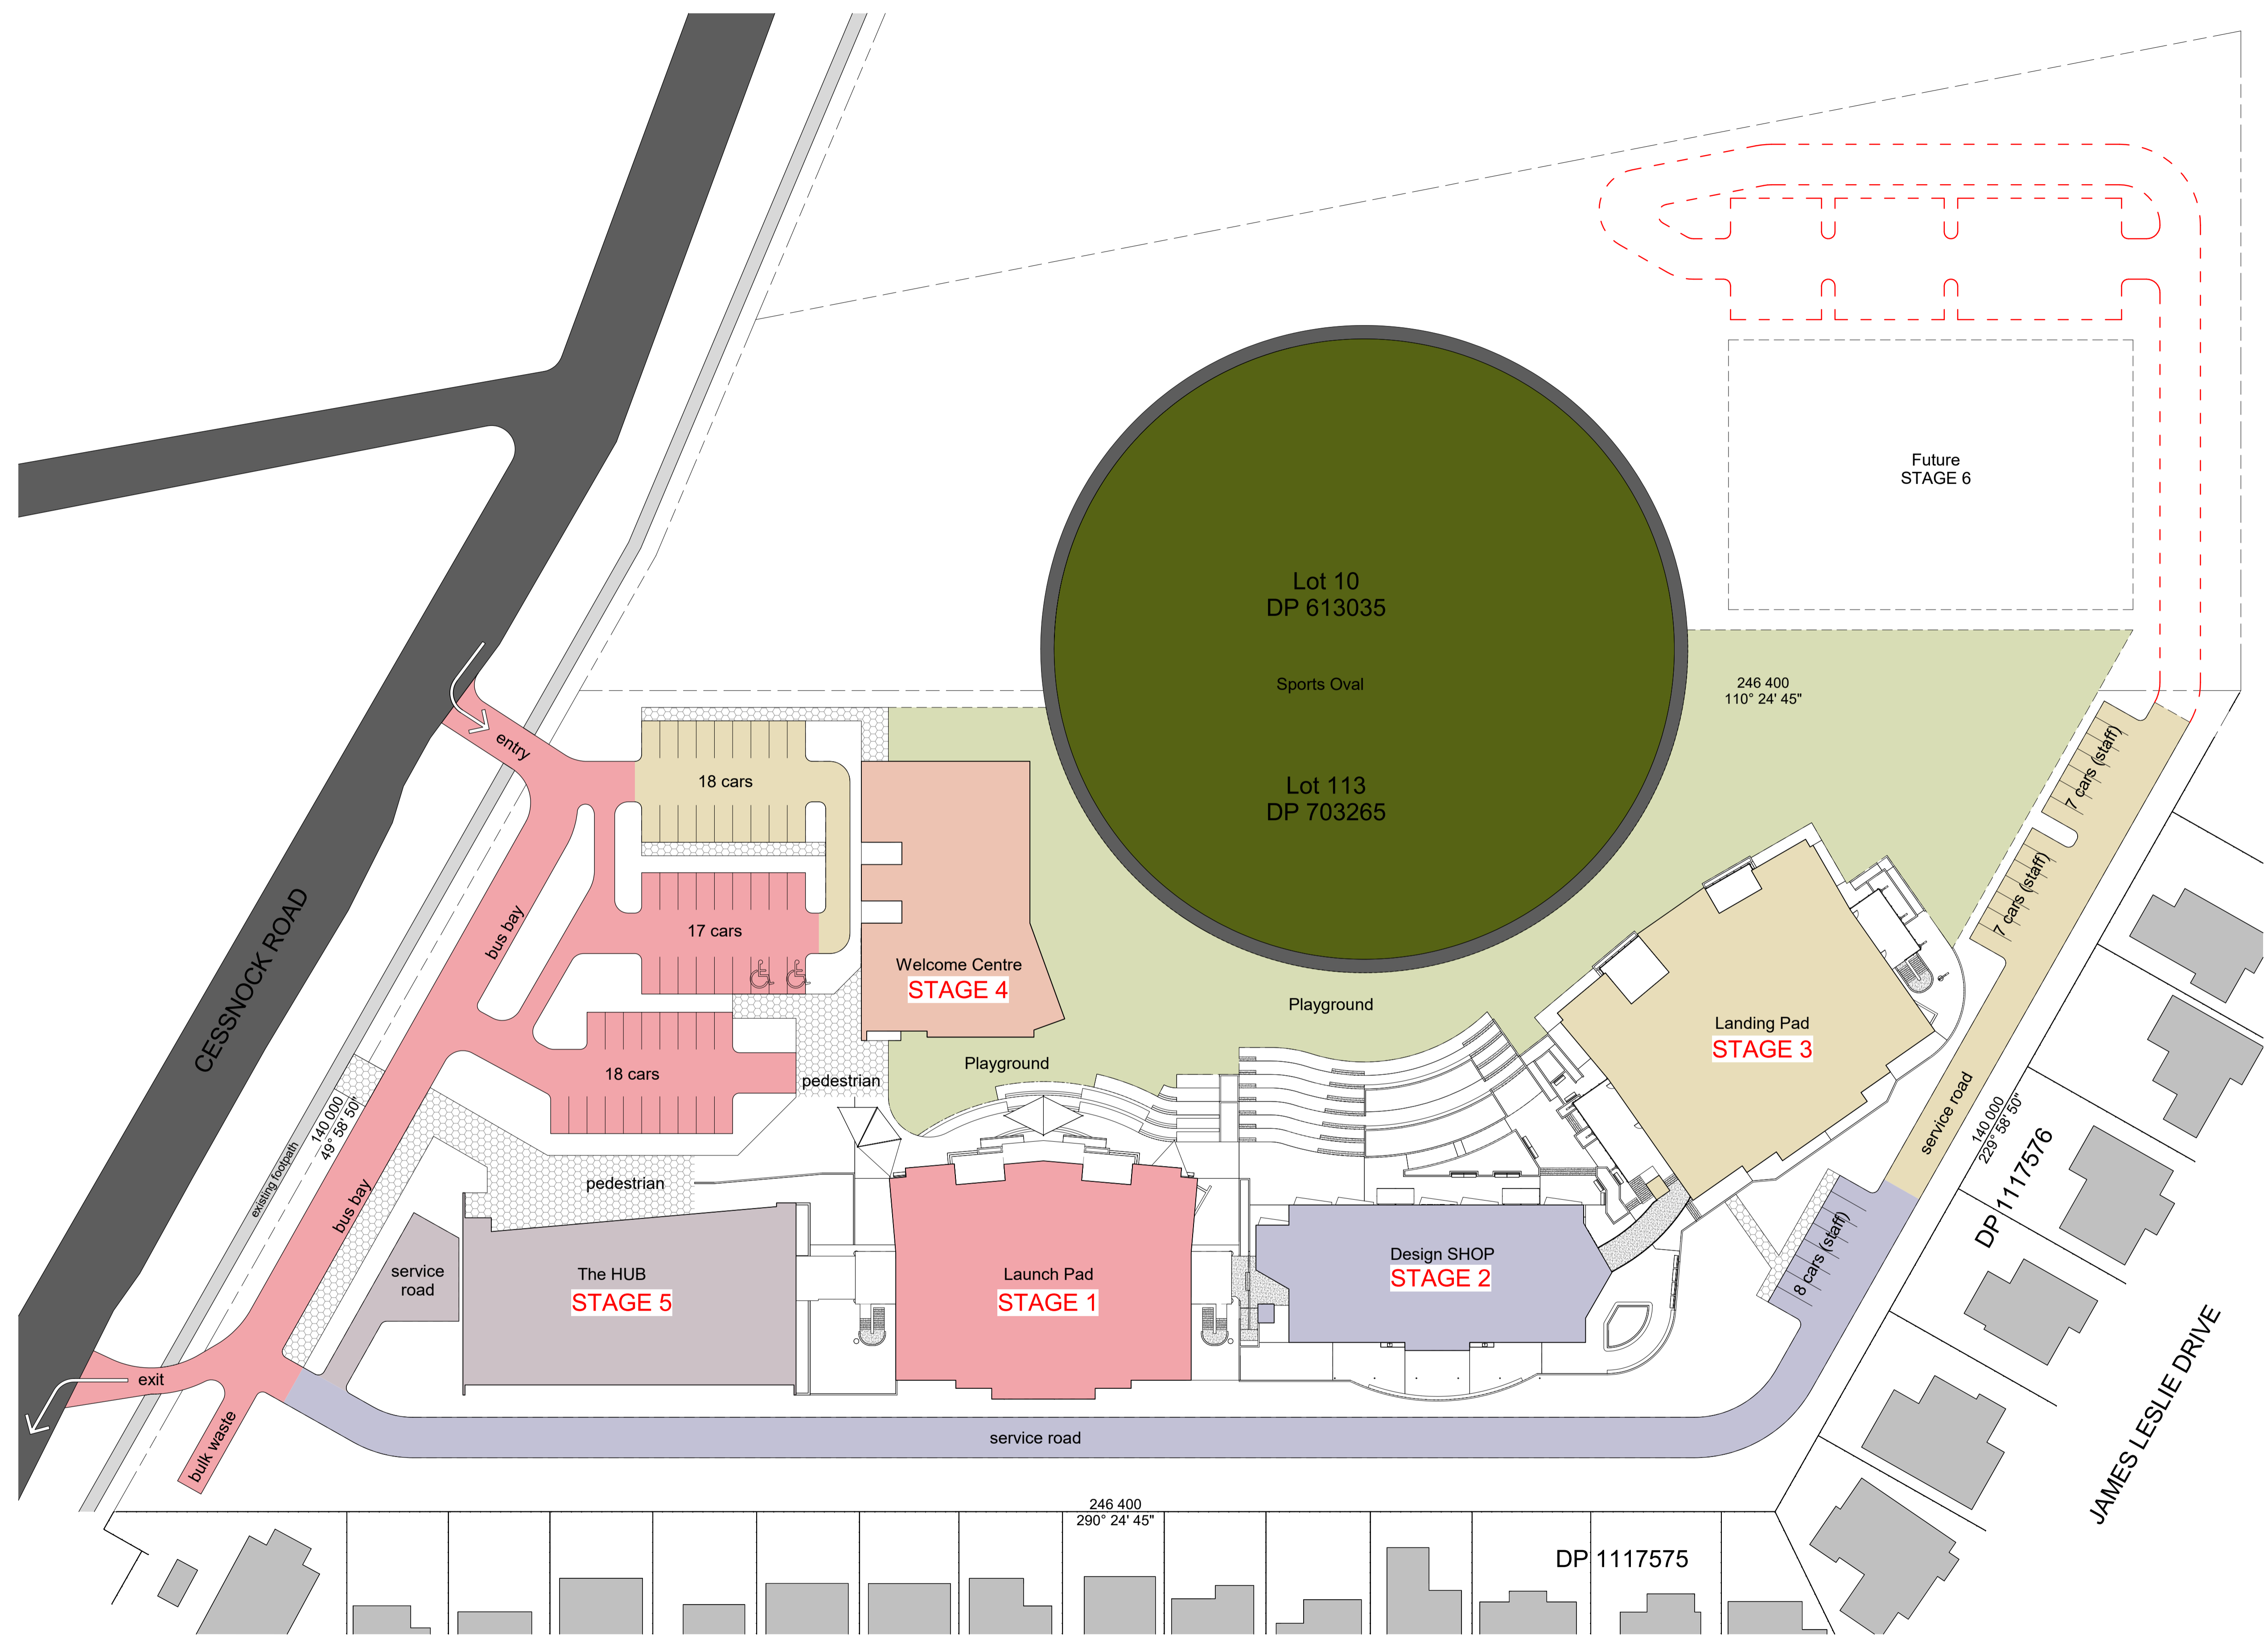 Future
STAGE 6
Lot 10
DP 613035
Sports Oval
246 400
110° 24' 45"
entry
18 cars
Lot 113
DP 703265
7 cars (staff)
7 cars (staff)
CESSNOCK ROAD
bus bay
17 cars
Welcome Centre
STAGE 4
Playground
Landing Pad
STAGE 3
Playground
18 cars
pedestrian
140 000
49° 58' 50"
existing footpath
bus bay
pedestrian
service road
140 000
229° 58' 50"
DP 1117576
service
road
The HUB
STAGE 5
Launch Pad
STAGE 1
Design SHOP
STAGE 2
8 cars (staff)
exit
bulk waste
service road
JAMES LESLIE DRIVE
246 400
290° 24' 45"
DP 1117575